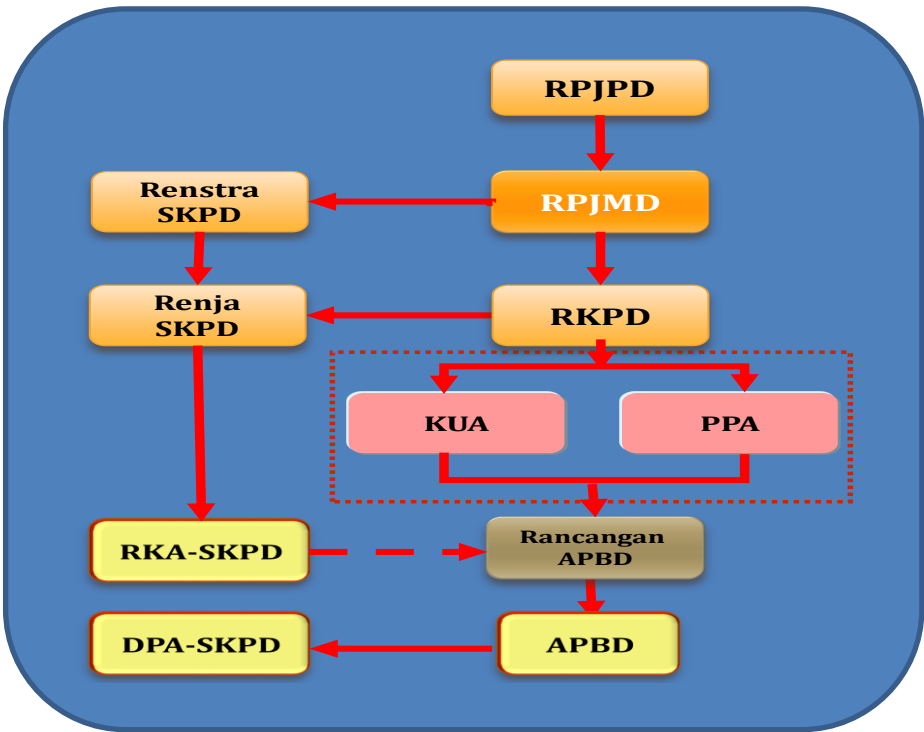 RPJPD
Renstra
SKPD
RPJMD
Renja
SKPD
RKPD
KUA
PPA
RKA-SKPD
Rancangan
APBD
DPA-SKPD
APBD